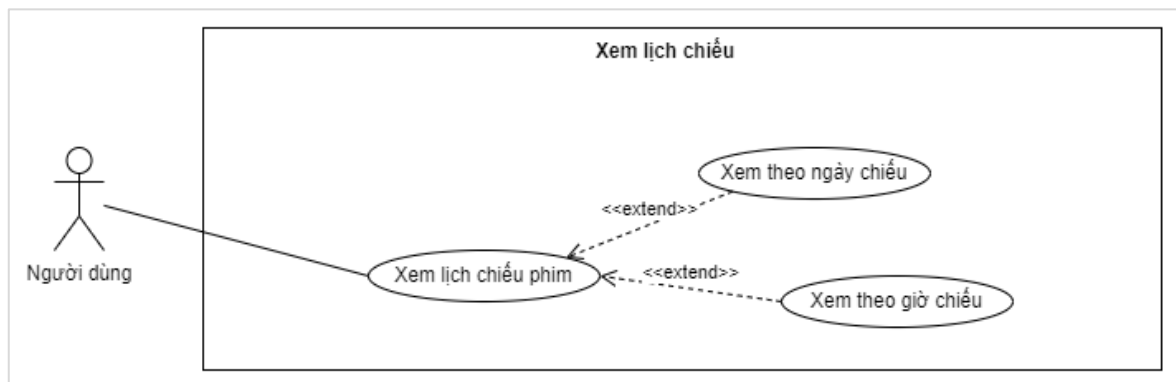 Xem lịch chiếu
Xem theo ngày chiếu
<<extend>>
Người dùng
Xem lịch chiếu phim
<<extend>>
Xem theo giờ chiếu